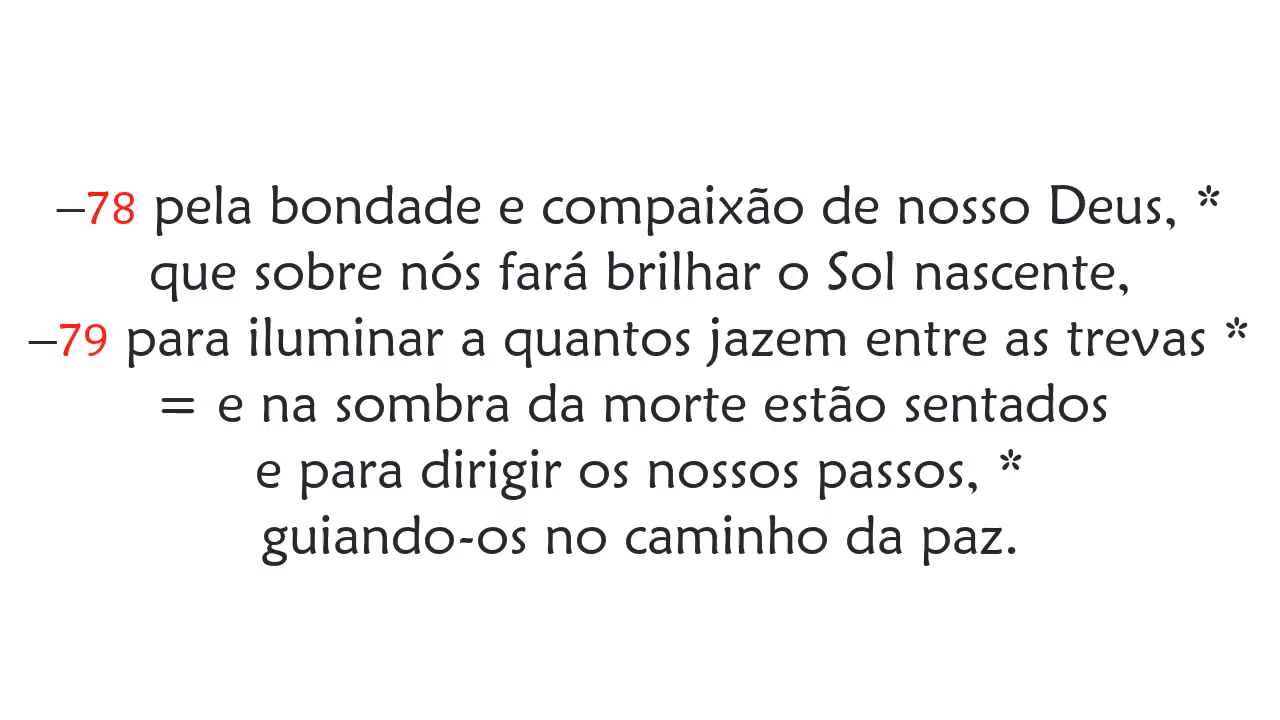 –78 pela bondade e compaixão de nosso Deus, *
que sobre nós fará brilhar o Sol nascente,
–79 para iluminar a quantos jazem entre as trevas *
= e na sombra da morte estão sentados
e para dirigir os nossos passos, *
guiando-os no caminho da paz.